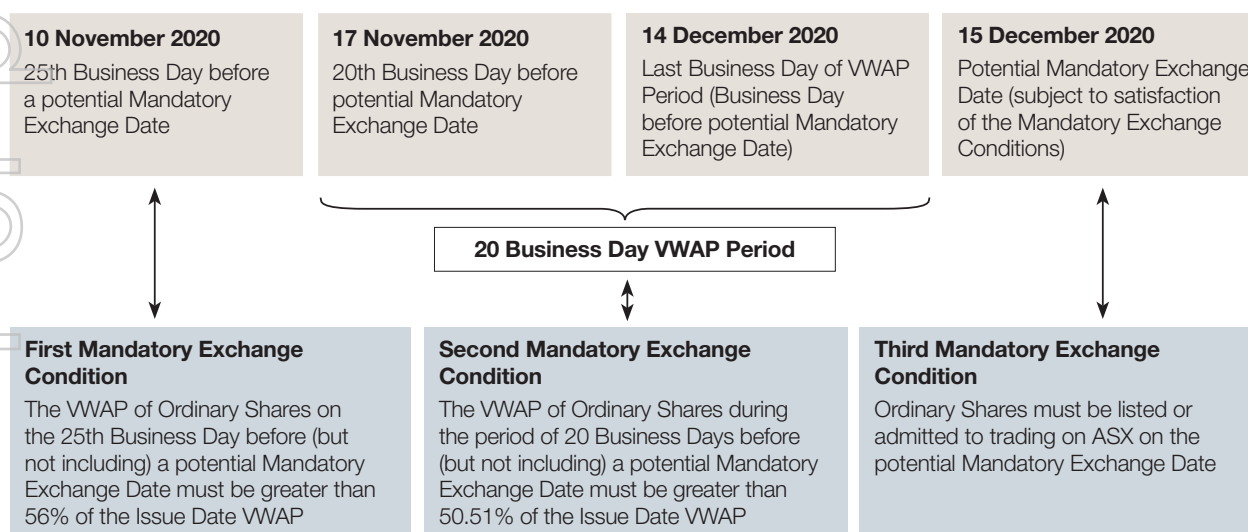 10 November 2020
25th Business Day before
a potential Mandatory
Exchange Date
17 November 2020
20th Business Day before
potential Mandatory
Exchange Date
14 December 2020
Last Business Day of VWAP
Period (Business Day
before potential Mandatory
Exchange Date)
15 December 2020
Potential Mandatory Exchange
Date (subject to satisfaction
of the Mandatory Exchange
Conditions)
20 Business Day VWAP Period
First Mandatory Exchange
Condition
The VWAP of Ordinary Shares on
the 25th Business Day before (but
not including) a potential Mandatory
Exchange Date must be greater than
56% of the Issue Date VWAP
Second Mandatory Exchange
Condition
The VWAP of Ordinary Shares during
the period of 20 Business Days before
(but not including) a potential Mandatory
Exchange Date must be greater than
50.51% of the Issue Date VWAP
Third Mandatory Exchange
Condition
Ordinary Shares must be listed or
admitted to trading on ASX on the
potential Mandatory Exchange Date